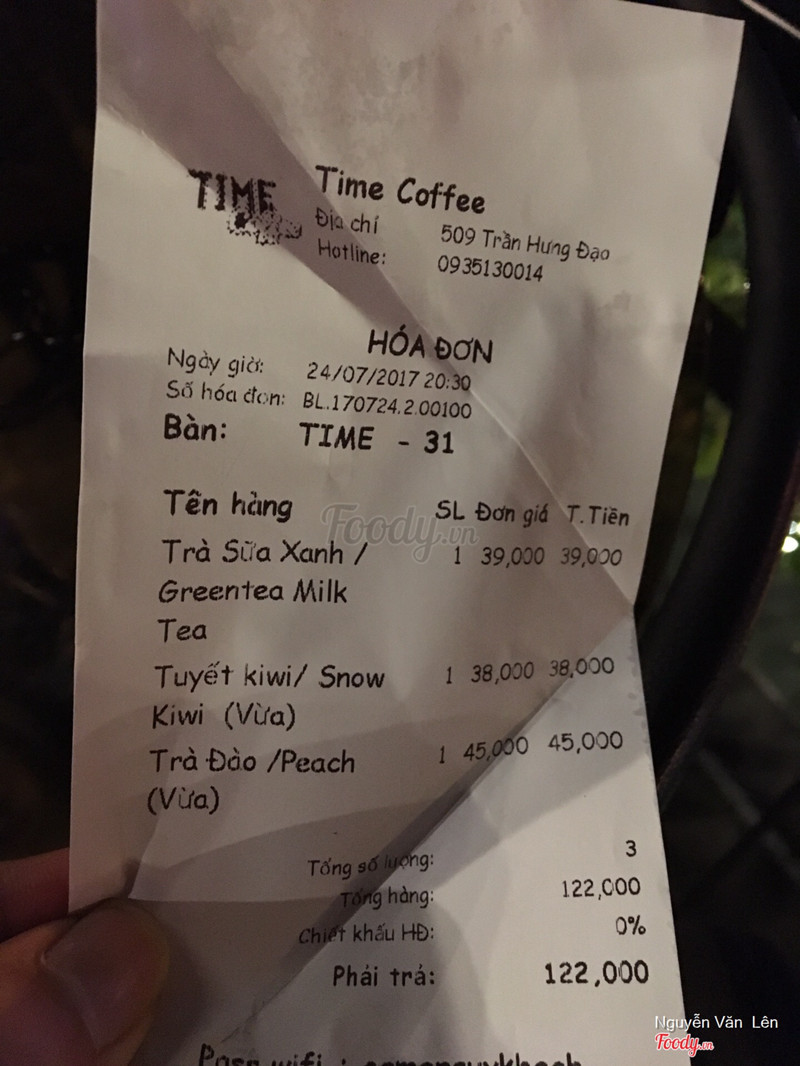 TIME
Time Coffee
Địa chỉ 509 Trần Hưng Đạo
Hotline: 0935130014
HÓA ĐƠN
Ngày giờ: 24/07/2017 20:30
Số hóa đơn: BL.170724.2.00100
Bàn: TIME - 31
Tên hàng SL Đơn giá T.Tiền
Trà Sữa Xanh / 1 39,000 39,000
Greentea Milk
Tea
Tuyết kiwi/ Snow 1 38,000 38,000
Kiwi (Vừa)
Trà Đào /Peach 1 45,000 45,000
(Vừa)
Tổng số lượng: 3
Tổng hàng: 122,000
Chiết khấu HĐ: 0%
Phải trả: 122,000
Pass wifi :
Foody.vn
Nguyễn Văn Lên
Foody.vn